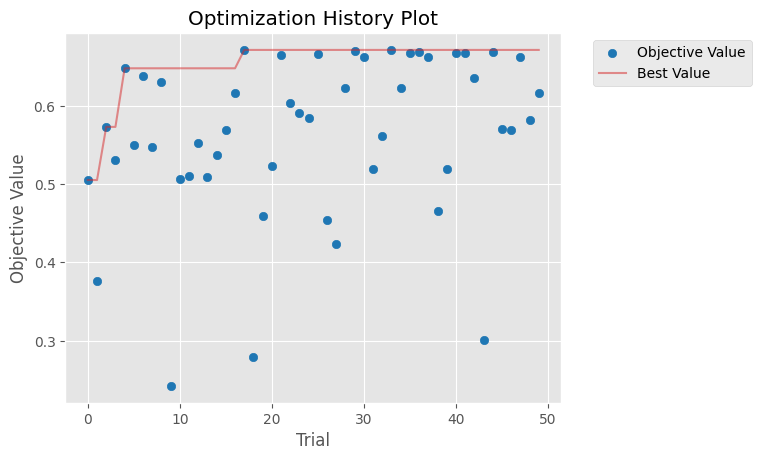 Optimization History Plot
Objective Value
Best Value
Objective Value
0.6
0.5
0.4
0.3
0 10 20 30 40 50
Trial